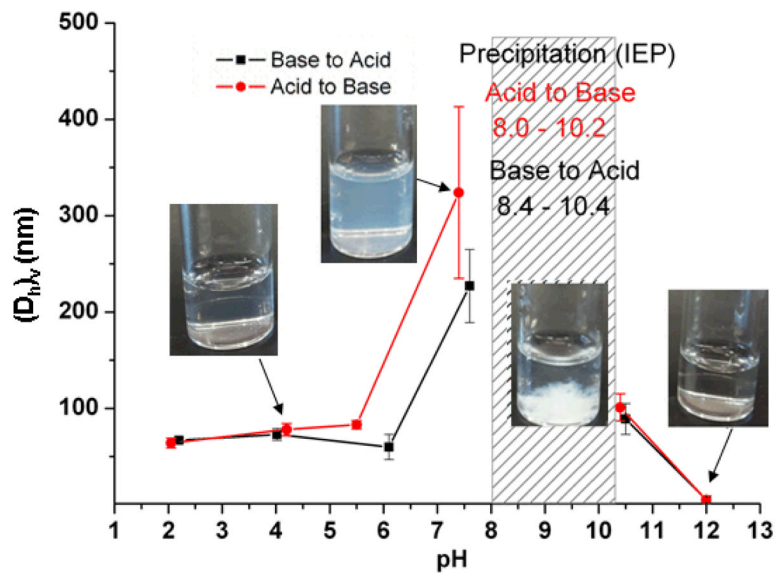 500
400
300
200
100
(Dₕ)ᵥ (nm)
Base to Acid
Acid to Base
Precipitation (IEP)
Acid to Base
8.0 - 10.2
Base to Acid
8.4 - 10.4
1 2 3 4 5 6 7 8 9 10 11 12 13
pH